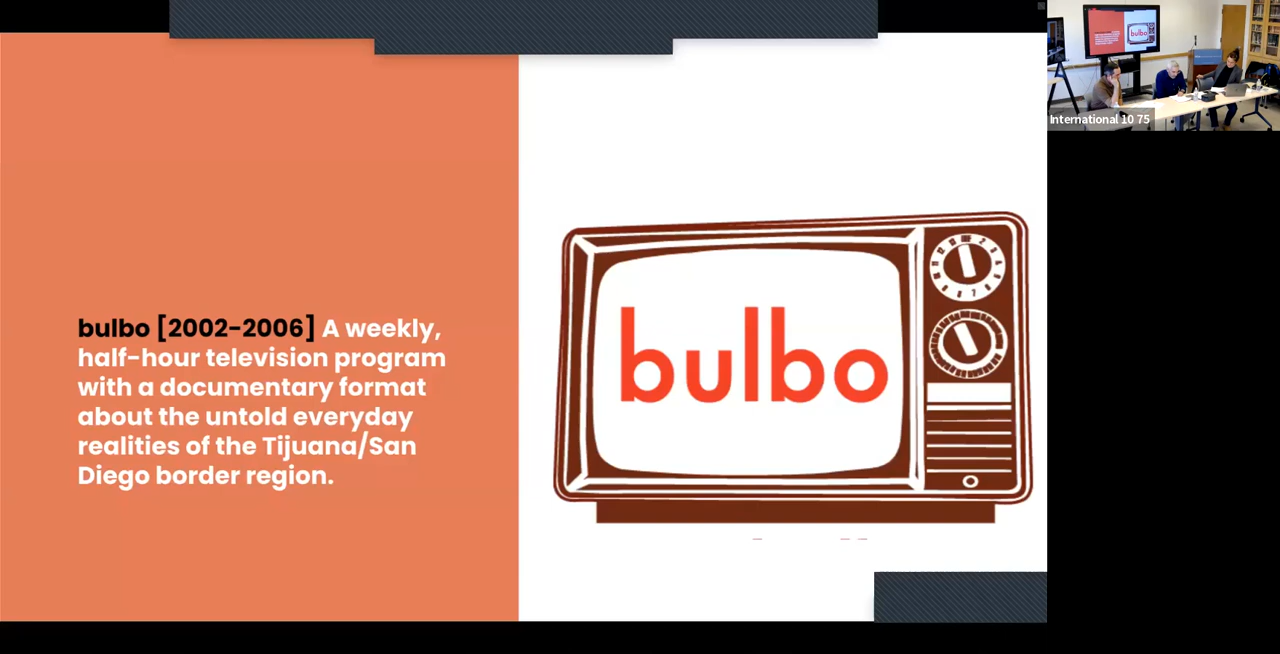 bulbo [2002-2006] A weekly,
half-hour television program
with a documentary format
about the untold everyday
realities of the Tijuana/San
Diego border region.
bulbo
International 10 75
bulbo